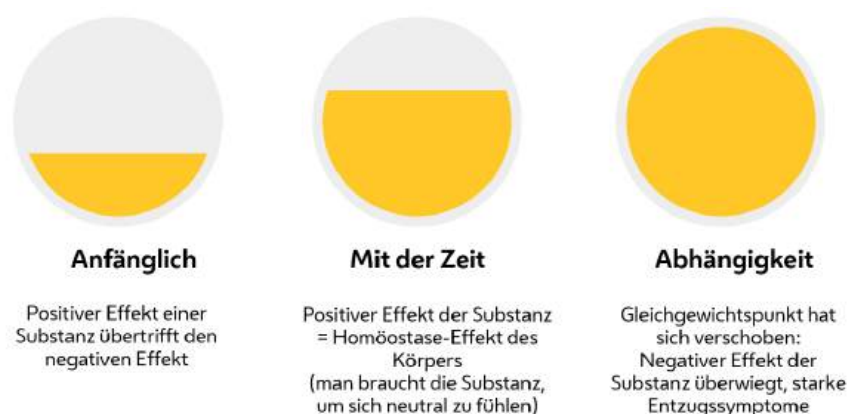 Anfänglich
Positiver Effekt einer
Substanz übertrifft den
negativen Effekt
Mit der Zeit
Positiver Effekt der Substanz
= Homöostase-Effekt des
Körpers
(man braucht die Substanz,
um sich neutral zu fühlen)
Abhängigkeit
Gleichgewichtspunkt hat
sich verschoben:
Negativer Effekt der
Substanz überwiegt, starke
Entzugssymptome